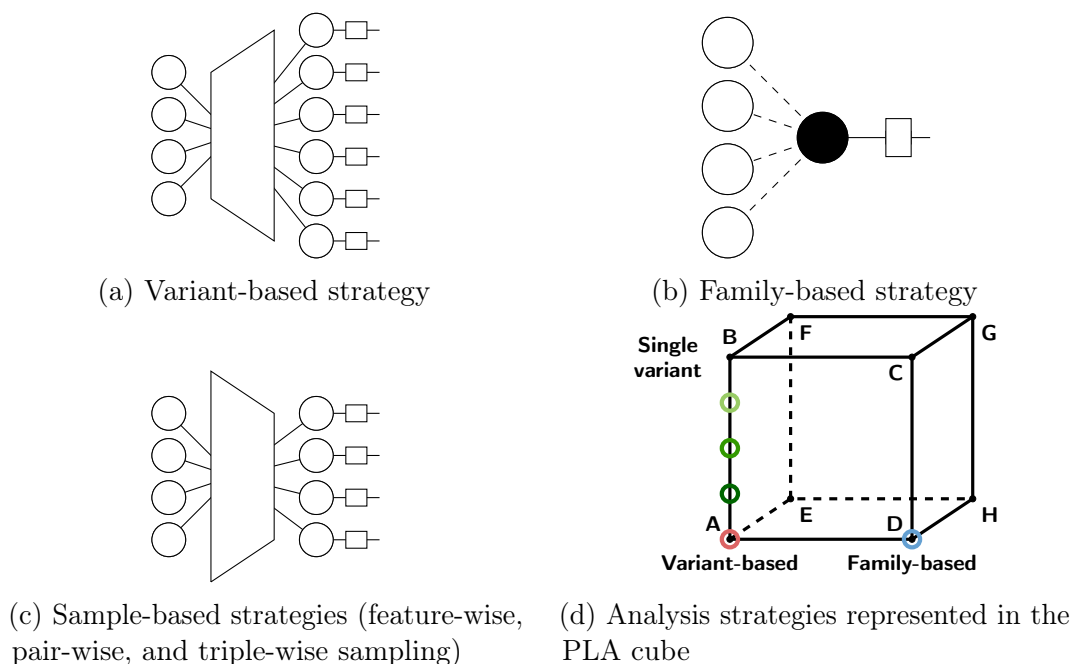 (a) Variant-based strategy
(b) Family-based strategy
B
F
G
Single
variant
C
A
E
D
H
Variant-based
Family-based
(c) Sample-based strategies (feature-wise,
pair-wise, and triple-wise sampling)
(d) Analysis strategies represented in the
PLA cube